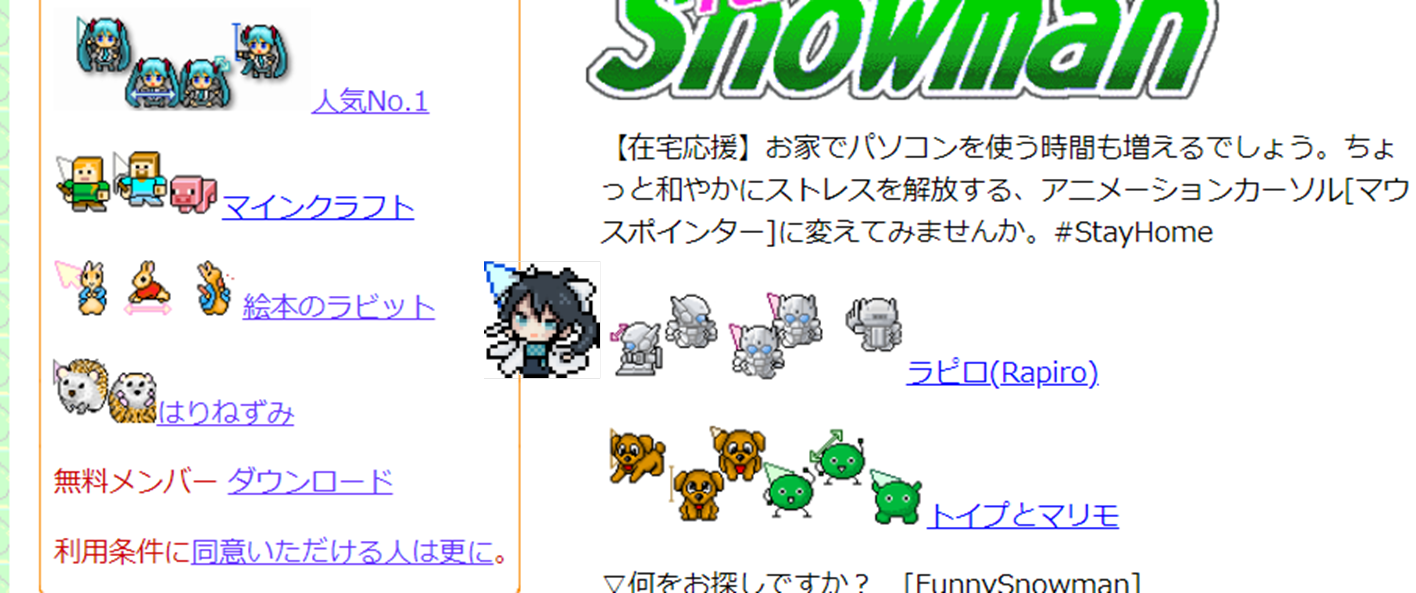 人気No.1
マインクラフト
絵本のラビット
はりねずみ
無料メンバー ダウンロード
利用条件に同意いただける人は更に。
Snowman
【在宅応援】お家でパソコンを使う時間も増えるでしょう。ちょ
っと和やかにストレスを解放する、アニメーションカーソル[マウ
スポインター]に変えてみませんか。#StayHome
ラピロ(Rapiro)
トイプとマリモ
▽何をお探しですか？ [FunnySnowman]